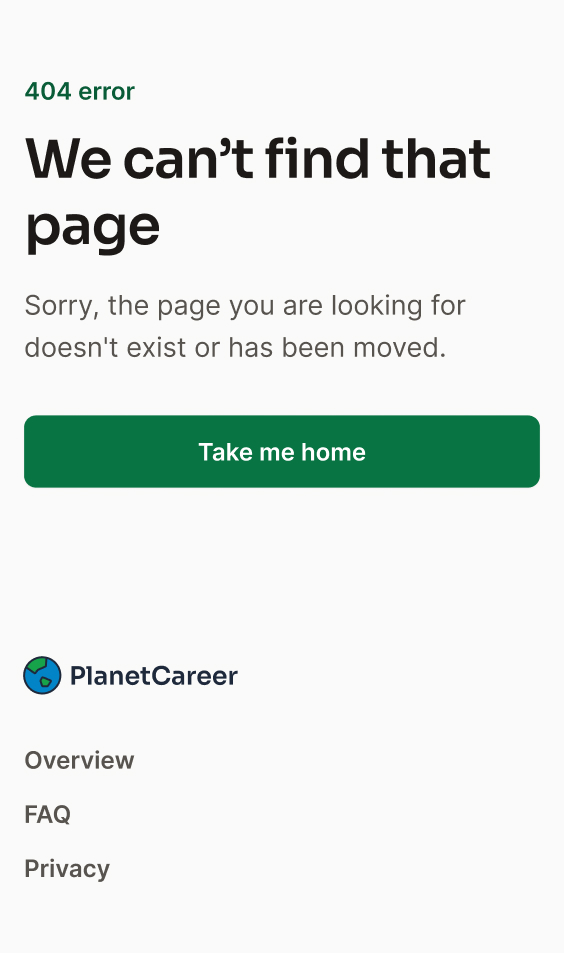 404 error
We can’t find that
page
Sorry, the page you are looking for
doesn't exist or has been moved.
Take me home
PlanetCareer
Overview
FAQ
Privacy